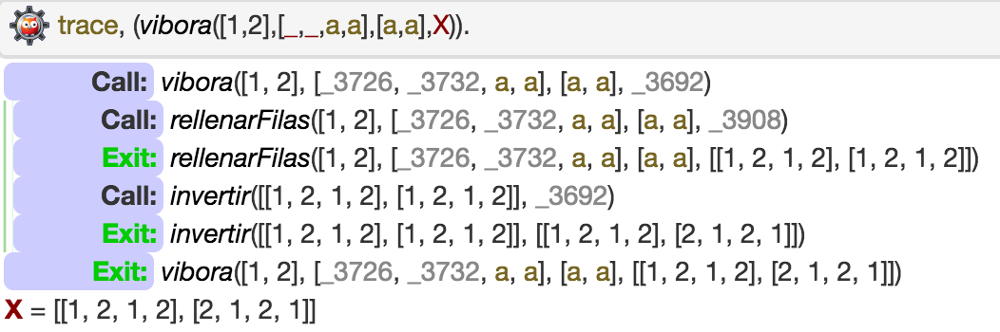 trace, (vibora([1,2],[_,_,a,a],[a,a],X)).
Call: vibora([1, 2], [_3726, _3732, a, a], [a, a], _3692)
Call: rellenarFilas([1, 2], [_3726, _3732, a, a], [a, a], _3908)
Exit: rellenarFilas([1, 2], [_3726, _3732, a, a], [a, a], [[1, 2, 1, 2], [1, 2, 1, 2]])
Call: invertir([[1, 2, 1, 2], [1, 2, 1, 2]], _3692)
Exit: invertir([[1, 2, 1, 2], [1, 2, 1, 2]], [[1, 2, 1, 2], [2, 1, 2, 1]])
Exit: vibora([1, 2], [_3726, _3732, a, a], [a, a], [[1, 2, 1, 2], [2, 1, 2, 1]])
X = [[1, 2, 1, 2], [2, 1, 2, 1]]